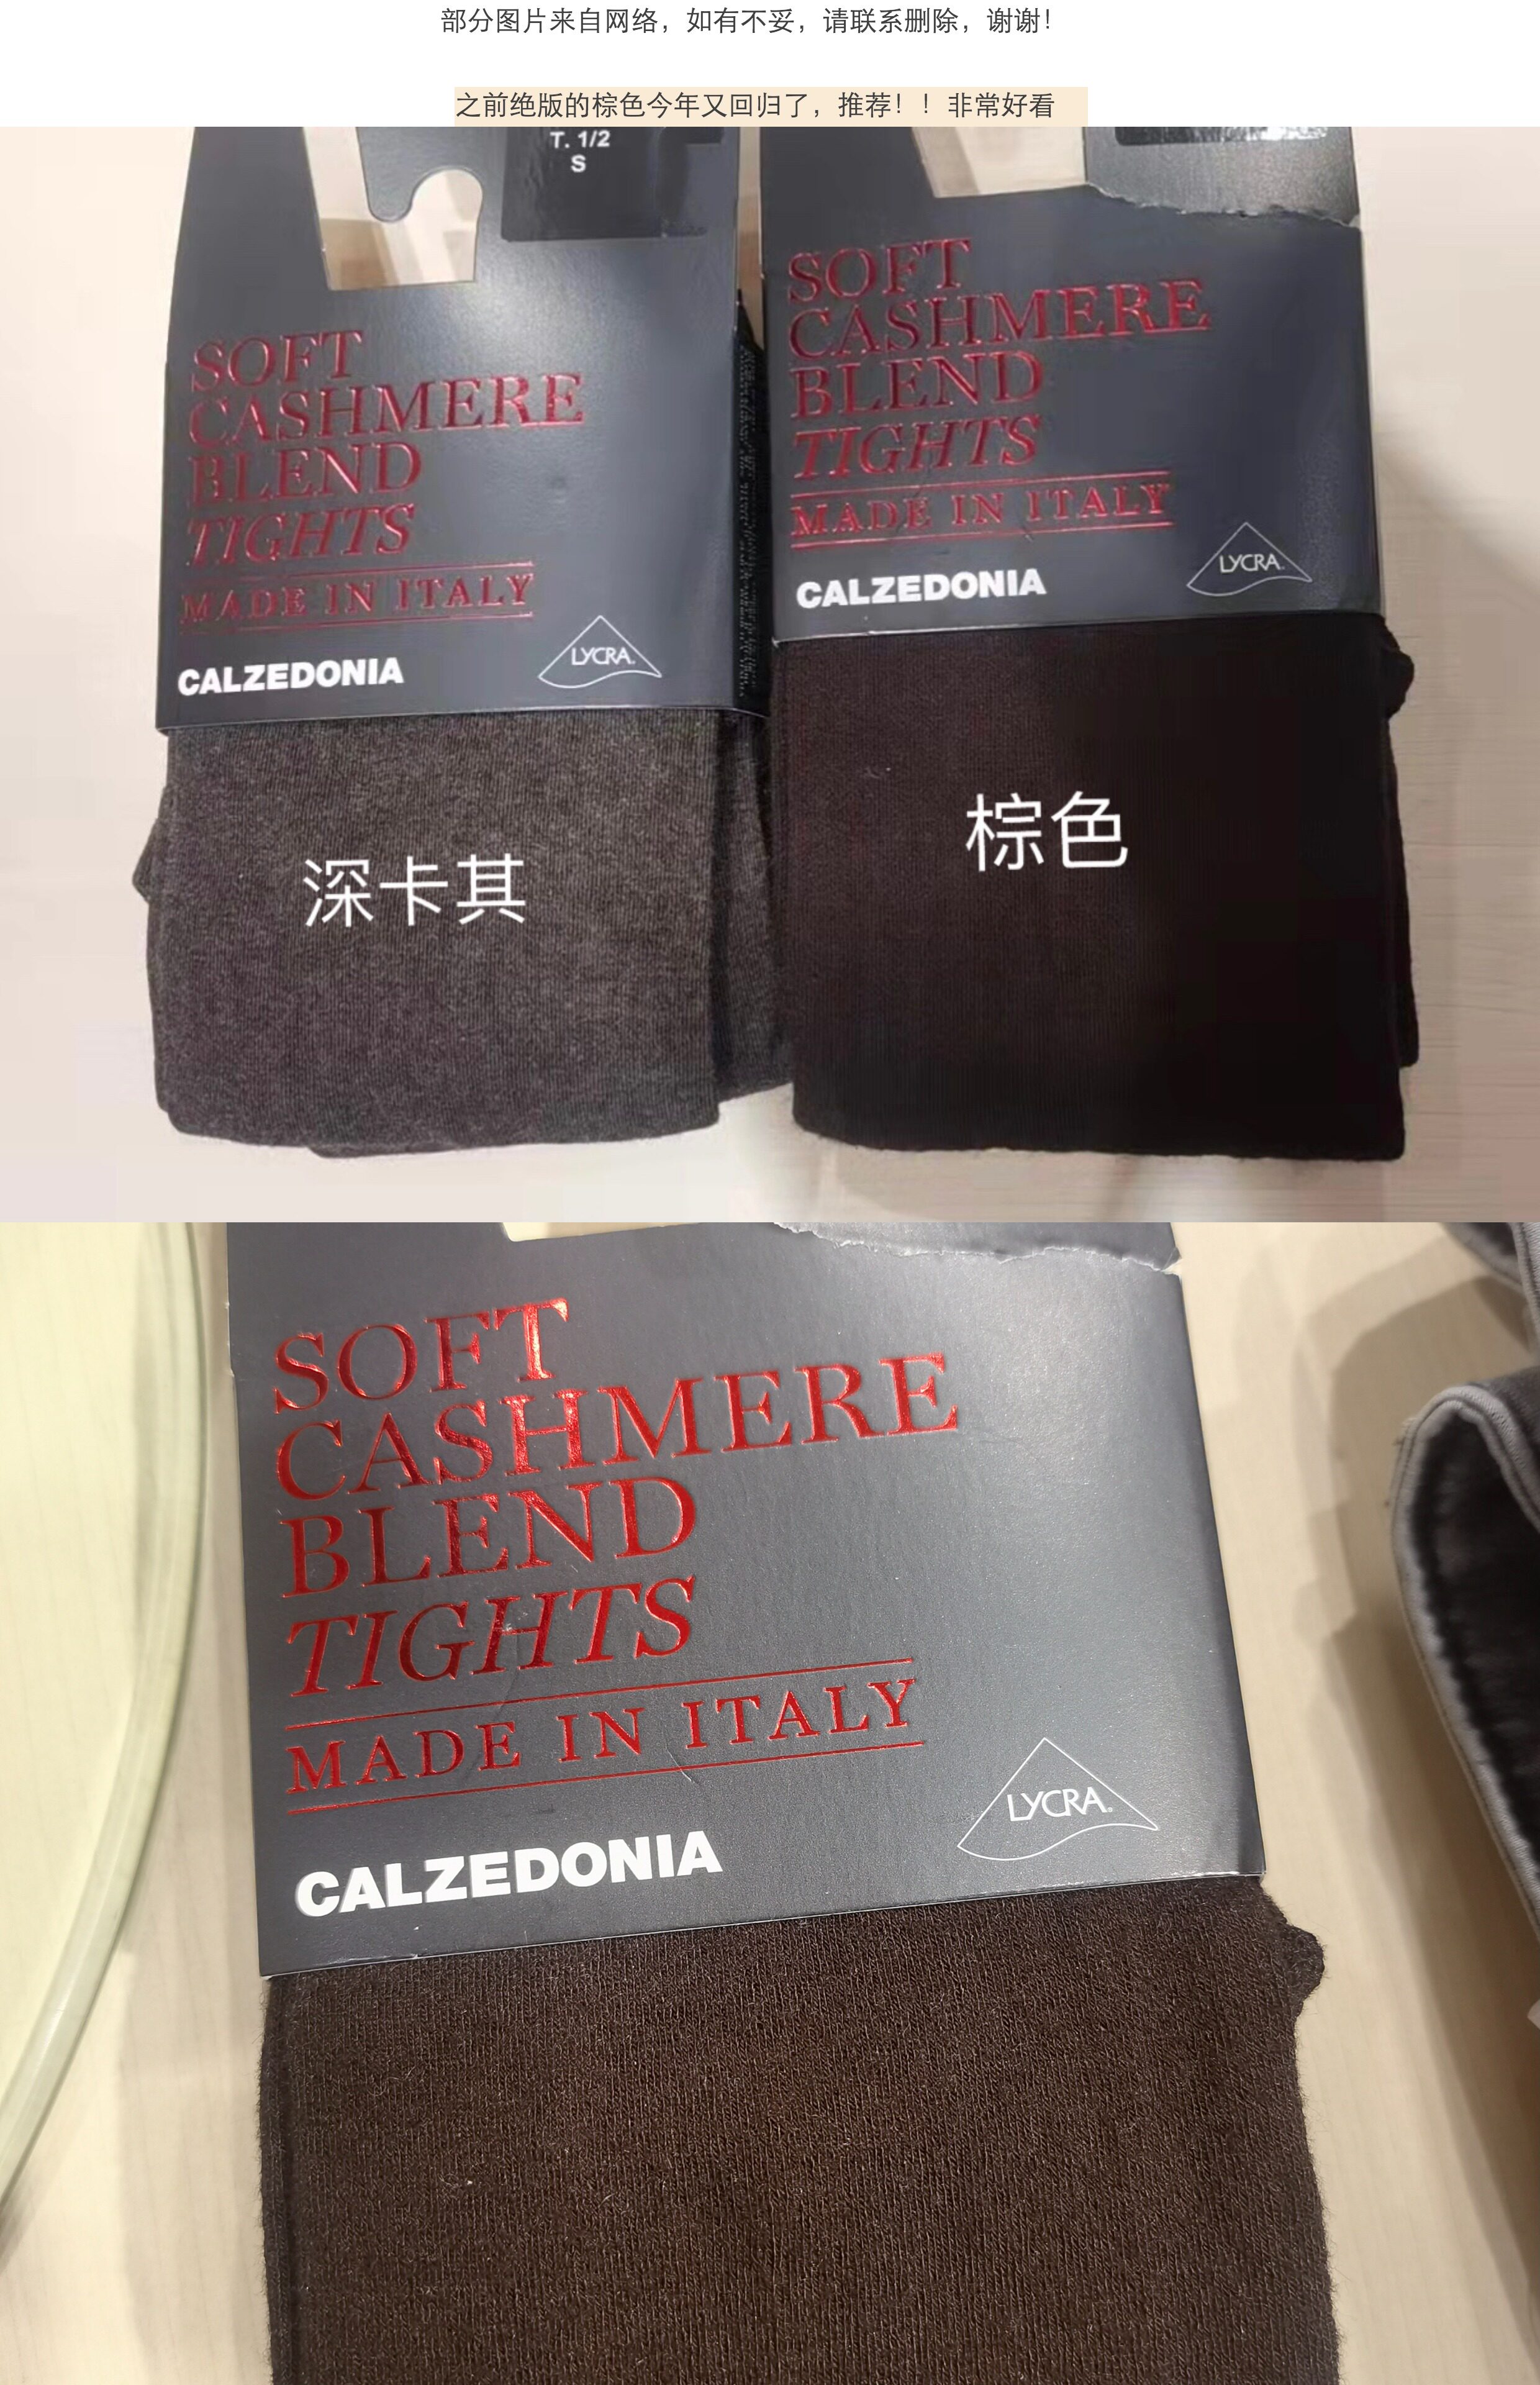 部分图片来自网络，如有不妥，请联系删除，谢谢！
之前绝版的棕色今年又回归了，推荐！！非常好看
T. 1/2
S
SOFT
CASHMERE
BLEND
TIGHTS
MADE IN ITALY
CALZEDONIA
LYCRA
深卡其
SOFT
CASHMERE
BLEND
TIGHTS
MADE IN ITALY
CALZEDONIA
LYCRA
棕色
SOFT
CASHMERE
BLEND
TIGHTS
MADE IN ITALY
CALZEDONIA
LYCRA®